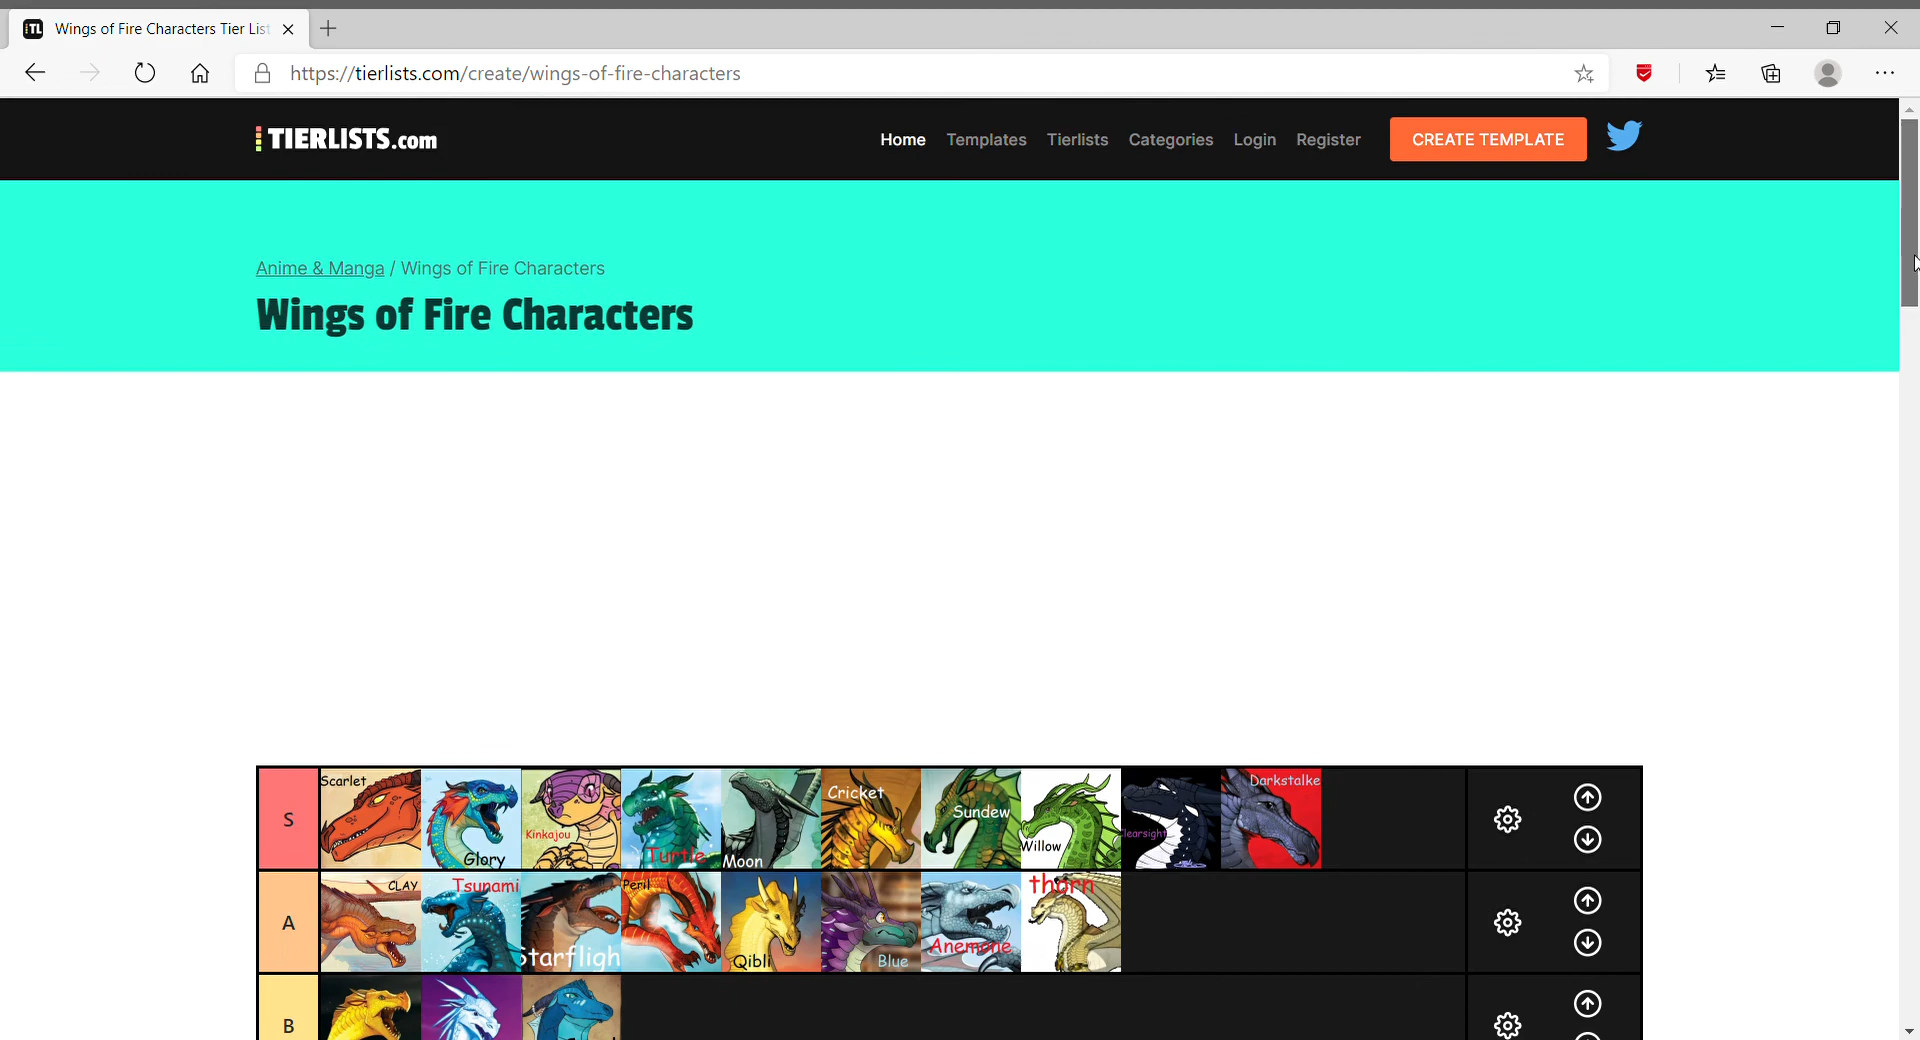 Wings of Fire Characters Tier List
https://tierlists.com/create/wings-of-fire-characters
TIERLISTS.com
Home Templates Tierlists Categories Login Register CREATE TEMPLATE
Anime & Manga / Wings of Fire Characters
Wings of Fire Characters
S
Scarlet
Glory
Kinkajou
Turtle
Moon
Cricket
Sundew
Willow
learsight
Darkstalke
A
CLAY
Tsunami
Starfligh
Peril
Qibli
Blue
Anemone
thorn
B